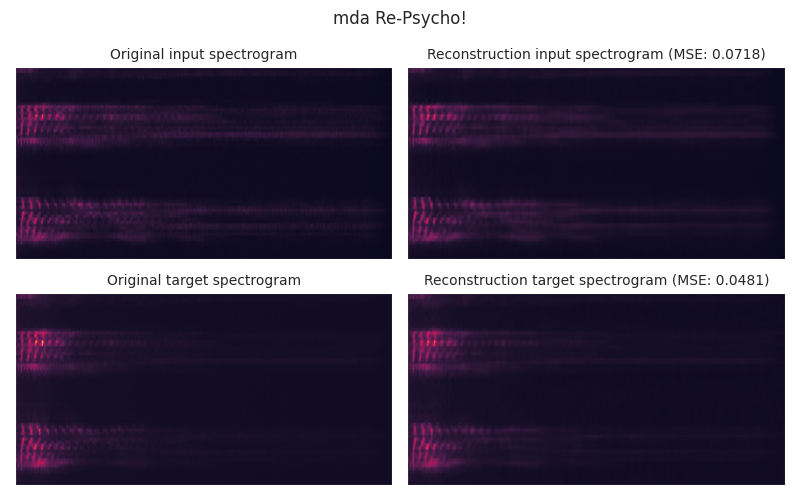 mda Re-Psycho!
Original input spectrogram
Reconstruction input spectrogram (MSE: 0.0718)
Original target spectrogram
Reconstruction target spectrogram (MSE: 0.0481)